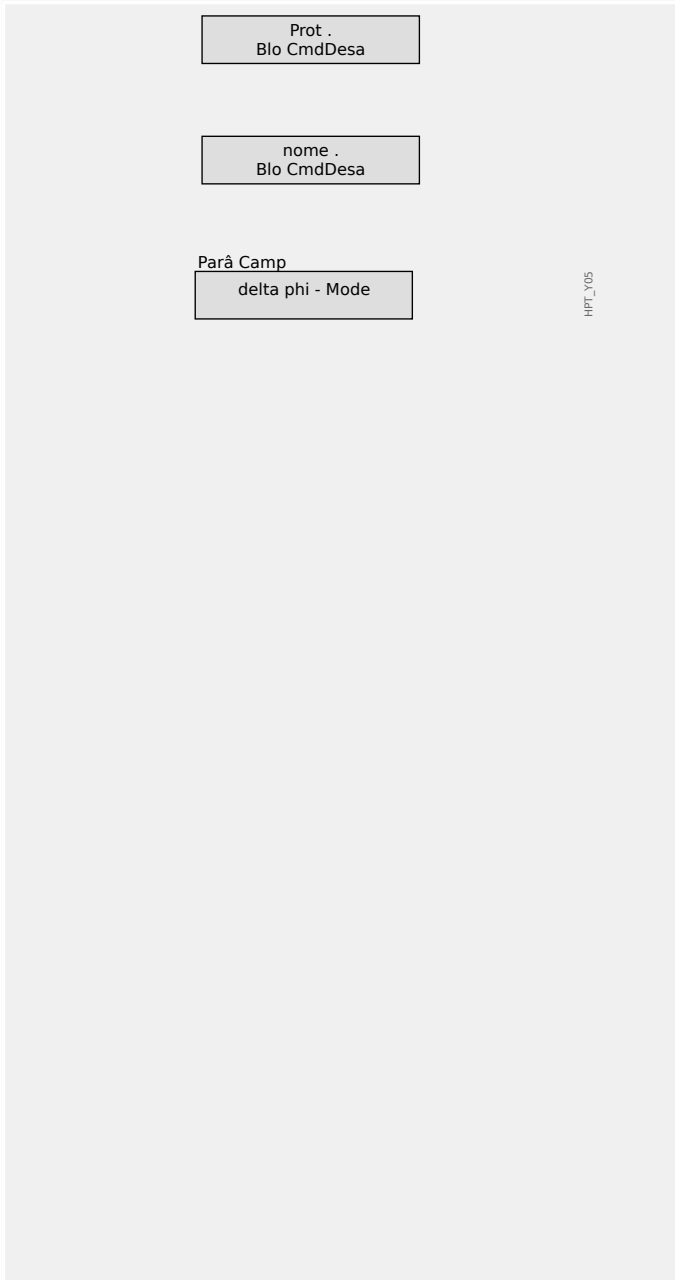 Prot .
Blo CmdDesa
nome .
Blo CmdDesa
Parâ Camp
delta phi - Mode
HPT_Y05